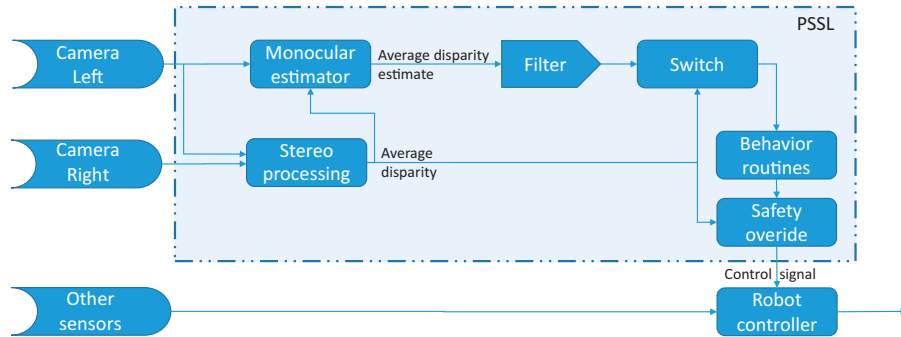 PSSL
Camera
Left
Monocular
estimator
Average disparity
estimate
Filter
Switch
Camera
Right
Stereo
processing
Average
disparity
Behavior
routines
Safety
overide
Control signal
Other
sensors
Robot
controller